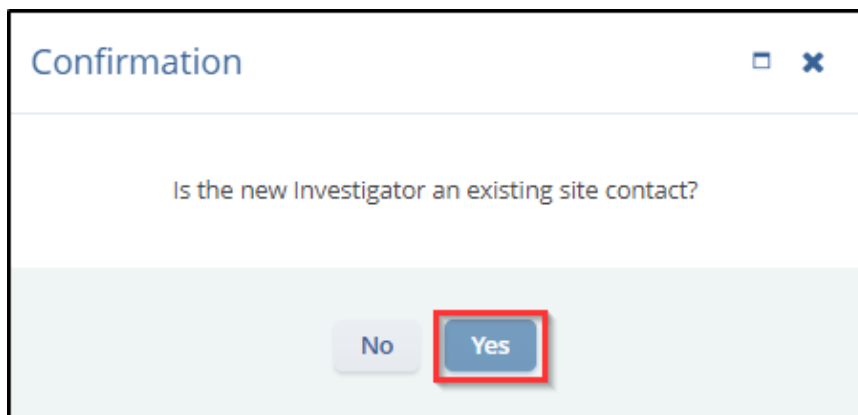 Confirmation
Is the new Investigator an existing site contact?
No
Yes